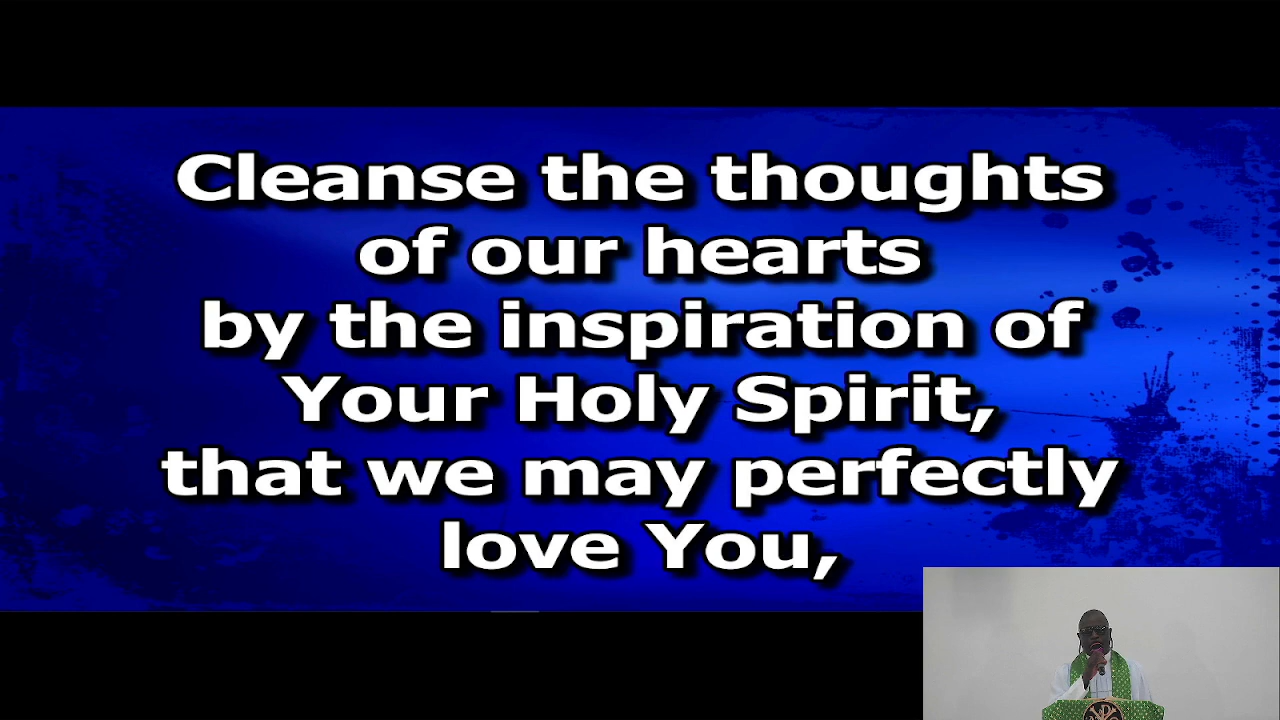 Cleanse the thoughts
of our hearts
by the inspiration of
Your Holy Spirit,
that we may perfectly
love You,